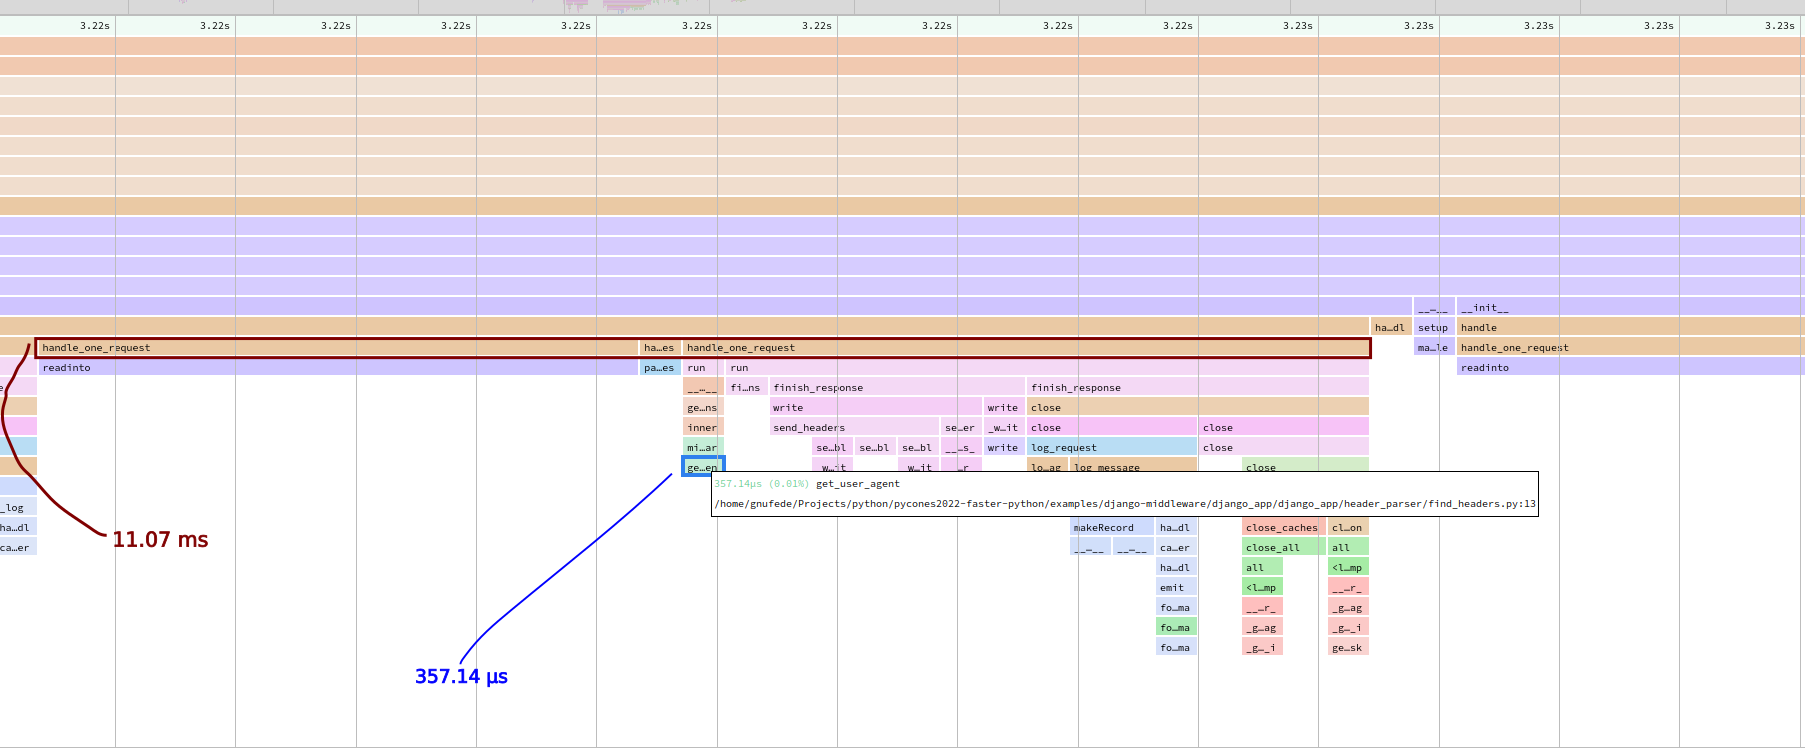 3.22s 3.22s 3.22s 3.22s 3.22s 3.22s 3.22s 3.22s 3.22s 3.22s 3.23s 3.23s 3.23s 3.23s 3.23s
__…__ __init__
ha…dl setup handle
handle_one_request ha…es handle_one_request ma…le handle_one_request
readinto pa…es run run readinto
__…__ fi…ns finish_response finish_response
ge…ns write write close
inner send_headers se…er _w…it close close
mi…ar se…bl se…bl se…bl __…s_ write log_request close
ge…en w…it w…it …r lo…ag log_message close
357.14µs (0.01%) get_user_agent
_log /home/gnufede/Projects/python/pycones2022-faster-python/examples/django-middleware/django_app/django_app/header_parser/find_headers.py:13
ha…dl makeRecord ha…dl close_caches cl…on
11.07 ms
ca…er __…__ __…__ ca…er close_all all
ha…dl all <l…mp
emit <l…mp __…r_
fo…ma __…r_ _g…ag
fo…ma _g…ag _g…_i
fo…ma _g…_i ge…sk
357.14 µs